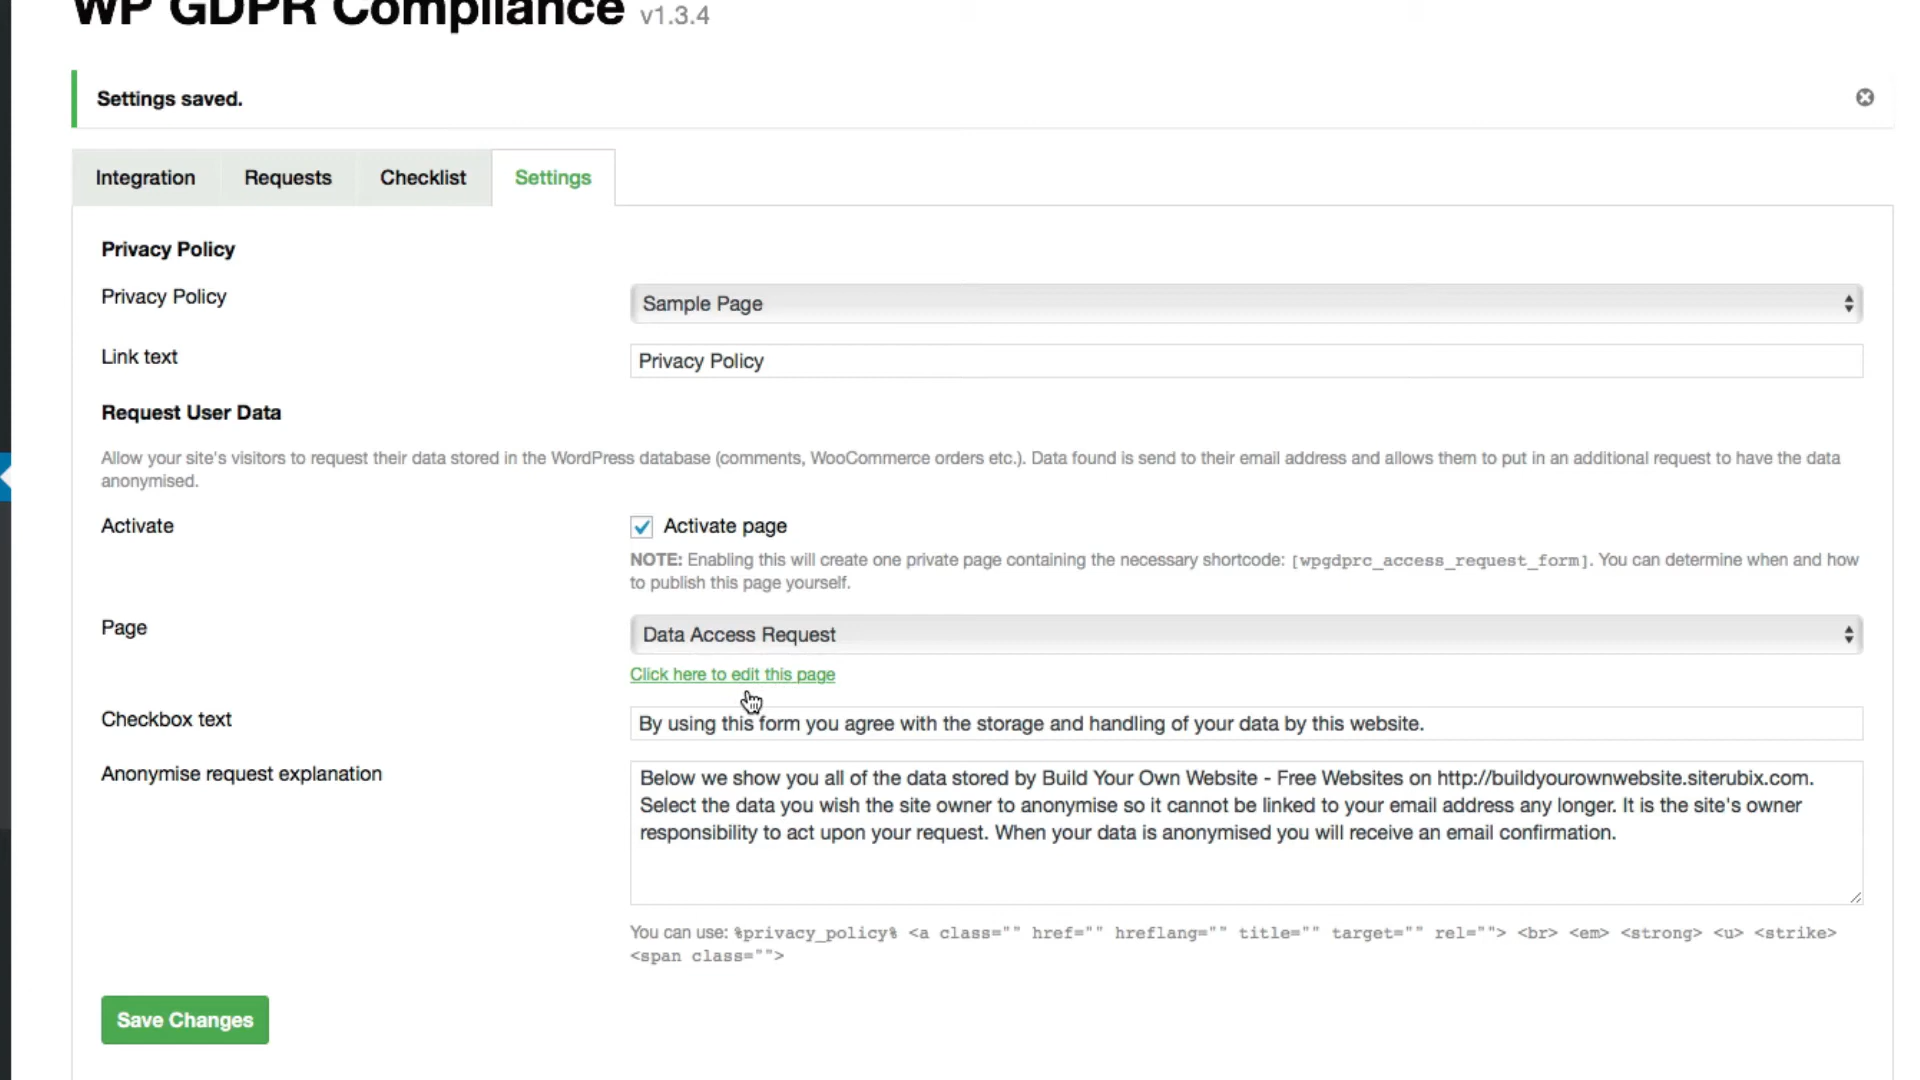 WP GDPR Compliance v1.3.4
Settings saved.
Integration Requests Checklist Settings
Privacy Policy
Privacy Policy
Sample Page
Link text
Privacy Policy
Request User Data
Allow your site's visitors to request their data stored in the WordPress database (comments, WooCommerce orders etc.). Data found is send to their email address and allows them to put in an additional request to have the data
anonymised.
Activate
Activate page
NOTE: Enabling this will create one private page containing the necessary shortcode: [wpgdprc_access_request_form]. You can determine when and how
to publish this page yourself.
Page
Data Access Request
Click here to edit this page
Checkbox text
By using this form you agree with the storage and handling of your data by this website.
Anonymise request explanation
Below we show you all of the data stored by Build Your Own Website - Free Websites on http://buildyourownwebsite.siterubix.com.
Select the data you wish the site owner to anonymise so it cannot be linked to your email address any longer. It is the site's owner
responsibility to act upon your request. When your data is anonymised you will receive an email confirmation.
You can use: %privacy_policy% <a class="" href="" hreflang="" title="" target="" rel=""> <br> <em> <strong> <u> <strike>
<span class="">
Save Changes